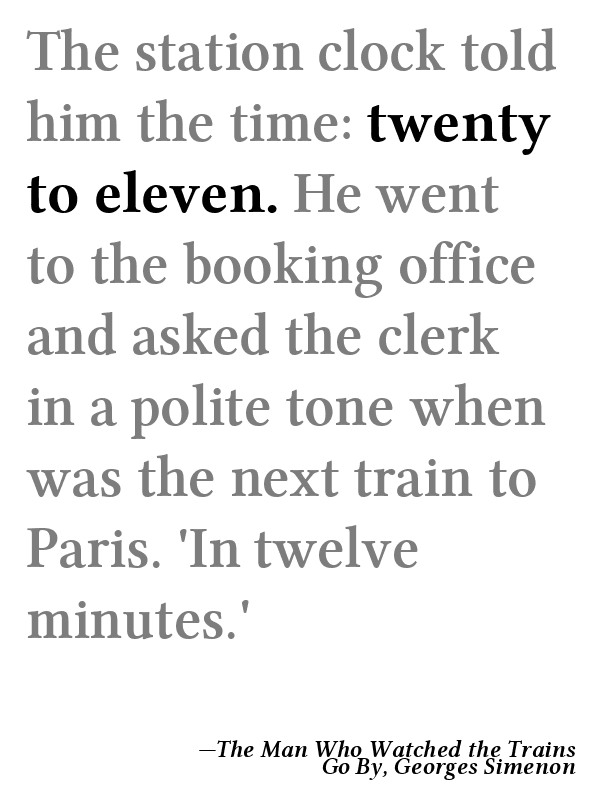 The station clock told
him the time: twenty
to eleven. He went
to the booking office
and asked the clerk
in a polite tone when
was the next train to
Paris. 'In twelve
minutes.'
—The Man Who Watched the Trains
Go By, Georges Simenon